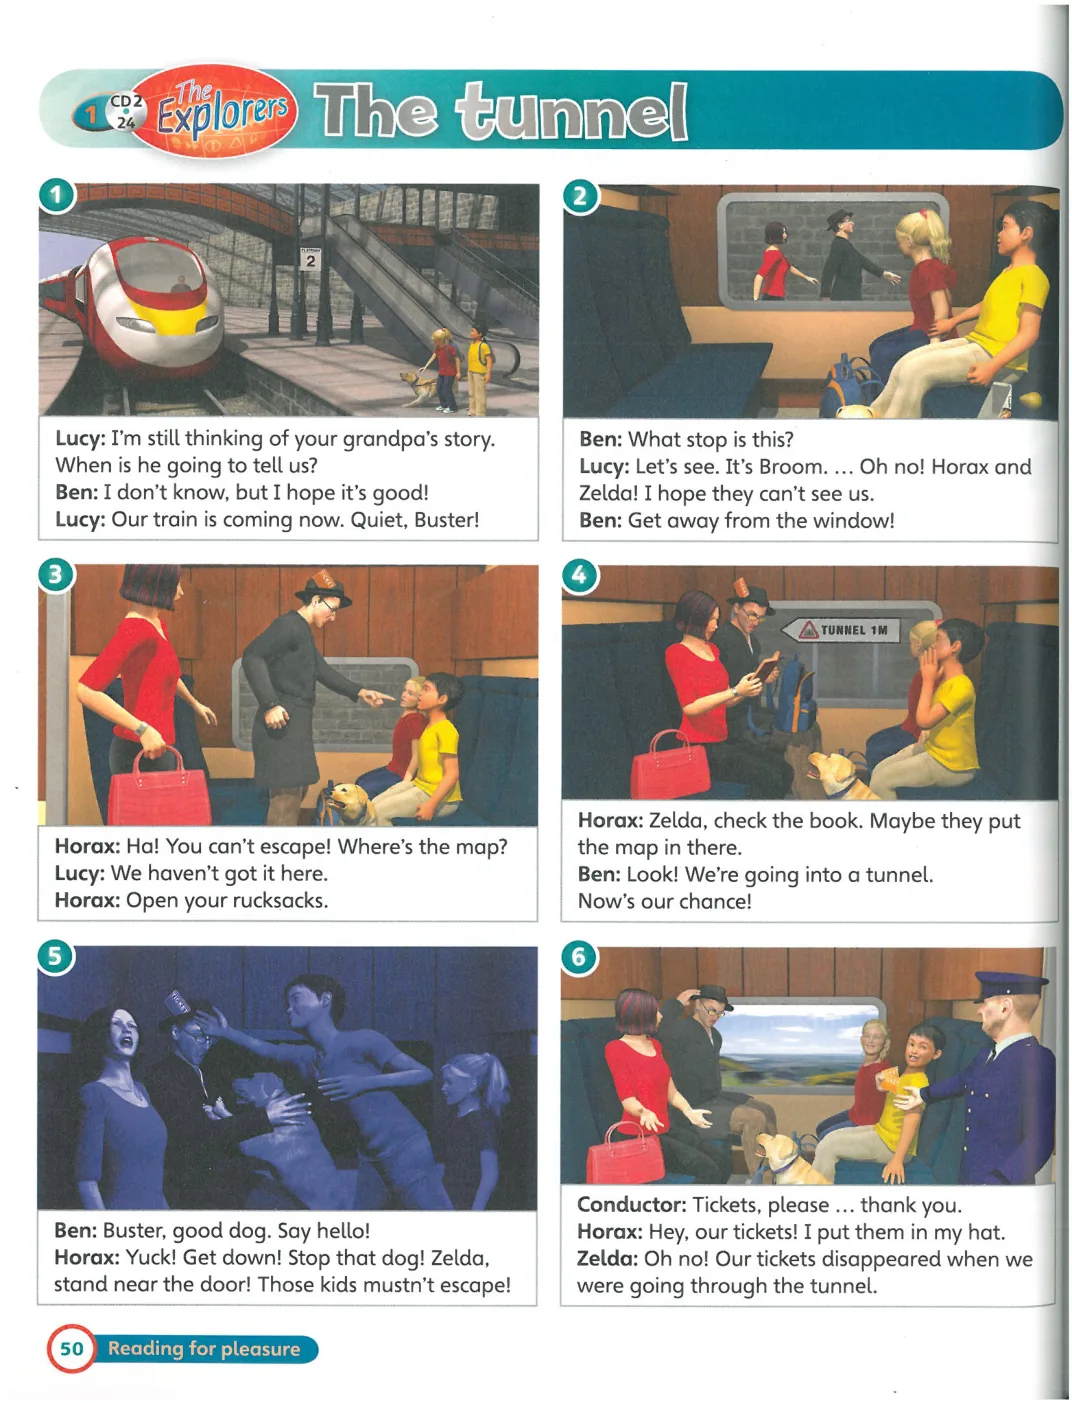 1
CD2
24
The
Explorers
The tunnel
1
PLATFORM
2
Lucy: I'm still thinking of your grandpa's story.
When is he going to tell us?
Ben: I don't know, but I hope it's good!
Lucy: Our train is coming now. Quiet, Buster!
2
Ben: What stop is this?
Lucy: Let's see. It's Broom. ... Oh no! Horax and
Zelda! I hope they can't see us.
Ben: Get away from the window!
3
TICKET
Horax: Ha! You can't escape! Where's the map?
Lucy: We haven't got it here.
Horax: Open your rucksacks.
4
TICKET
TUNNEL 1M
Horax: Zelda, check the book. Maybe they put
the map in there.
Ben: Look! We're going into a tunnel.
Now's our chance!
5
TICKET
Ben: Buster, good dog. Say hello!
Horax: Yuck! Get down! Stop that dog! Zelda,
stand near the door! Those kids mustn't escape!
6
Conductor: Tickets, please ... thank you.
Horax: Hey, our tickets! I put them in my hat.
Zelda: Oh no! Our tickets disappeared when we
were going through the tunnel.
50
Reading for pleasure